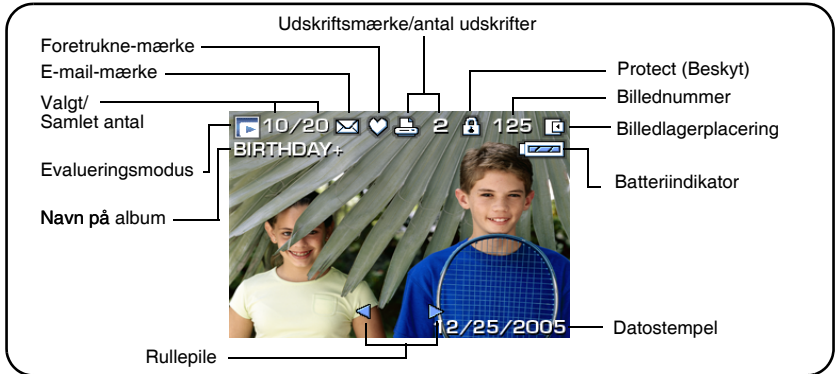 Udskriftsmærke/antal udskrifter
Foretrukne-mærke
E-mail-mærke
Valgt/
Samlet antal
Evalueringsmodus
Navn på album
Protect (Beskyt)
Billednummer
Billedlagerplacering
Batteriindikator
10/20 2 125
BIRTHDAY+
12/25/2005
Datostempel
Rullepile